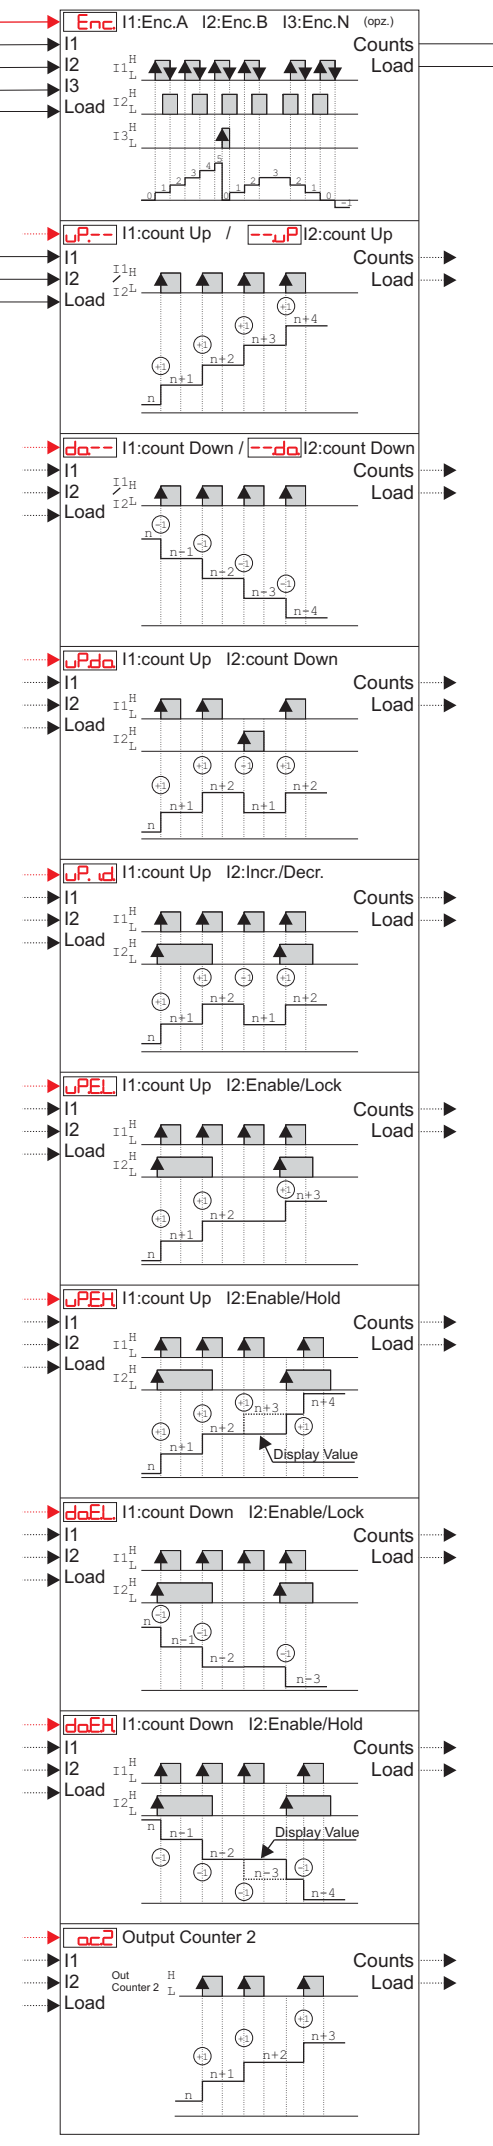 Enc. I1:Enc.A I2:Enc.B I3:Enc.N (opz.)
I1 Counts
I2 Load
I3
Load
I1 H L
I2 H L
I3 H L
0 1 2 3 4 5 0 1 2 3 2 1 0 -1
uP.-- I1:count Up / --.uP I2:count Up
I1 Counts
I2 Load
Load
I1 / I2 H L
+1 +1 +1 +1
n n+1 n+2 n+3 n+4
do.-- I1:count Down / --.do. I2:count Down
I1 Counts
I2 Load
Load
I1 / I2 H L
-1 -1 -1 -1
n n-1 n-2 n-3 n-4
uP.do. I1:count Up I2:count Down
I1 Counts
I2 Load
Load
I1 H L
I2 H L
+1 +1 -1 +1
n n+1 n+2 n+1 n+2
uP. id. I1:count Up I2:Incr./Decr.
I1 Counts
I2 Load
Load
I1 H L
I2 H L
+1 +1 -1 +1
n n+1 n+2 n+1 n+2
uP.E.L. I1:count Up I2:Enable/Lock
I1 Counts
I2 Load
Load
I1 H L
I2 H L
+1 +1 +1
n n+1 n+2 n+3
uP.E.H. I1:count Up I2:Enable/Hold
I1 Counts
I2 Load
Load
I1 H L
I2 H L
+1 +1 +1 +1
n n+1 n+2 n+3 n+4
Display Value
do.E.L. I1:count Down I2:Enable/Lock
I1 Counts
I2 Load
Load
I1 H L
I2 H L
-1 -1 -1
n n-1 n-2 n-3
do.E.H. I1:count Down I2:Enable/Hold
I1 Counts
I2 Load
Load
I1 H L
I2 H L
Display Value
n n-1 n-2 n-3 n-4
-1 -1 -1 -1
oc.2 Output Counter 2
I1 Counts
I2 Load
Load
Out
Counter 2 H L
+1 +1 +1
n n+1 n+2 n+3